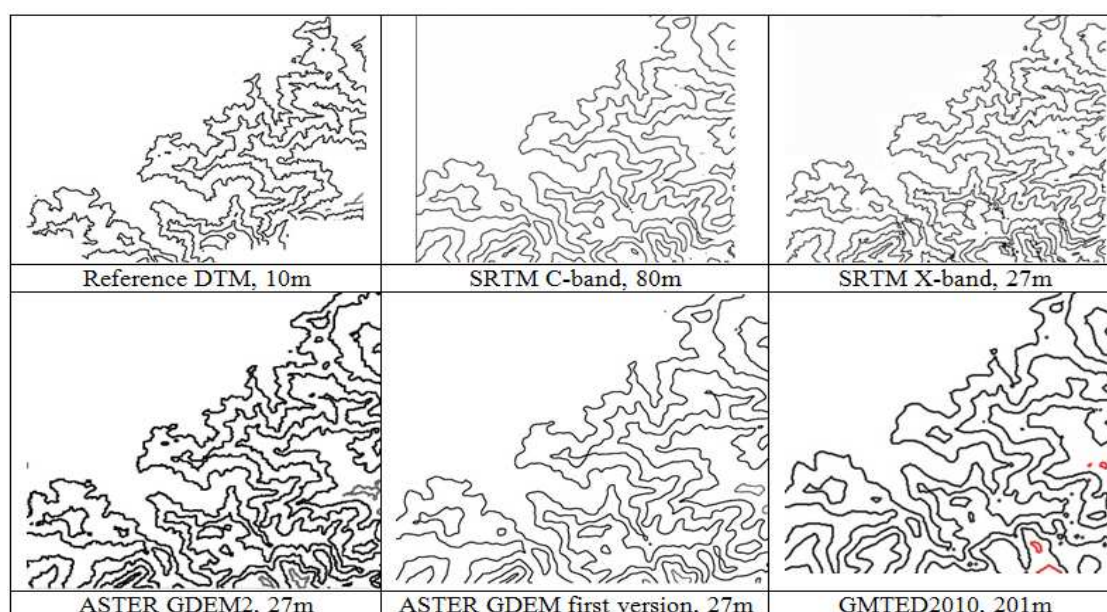 Reference DTM, 10m
SRTM C-band, 80m
SRTM X-band, 27m
ASTER GDEM2, 27m
ASTER GDEM first version, 27m
GMTED2010, 201m